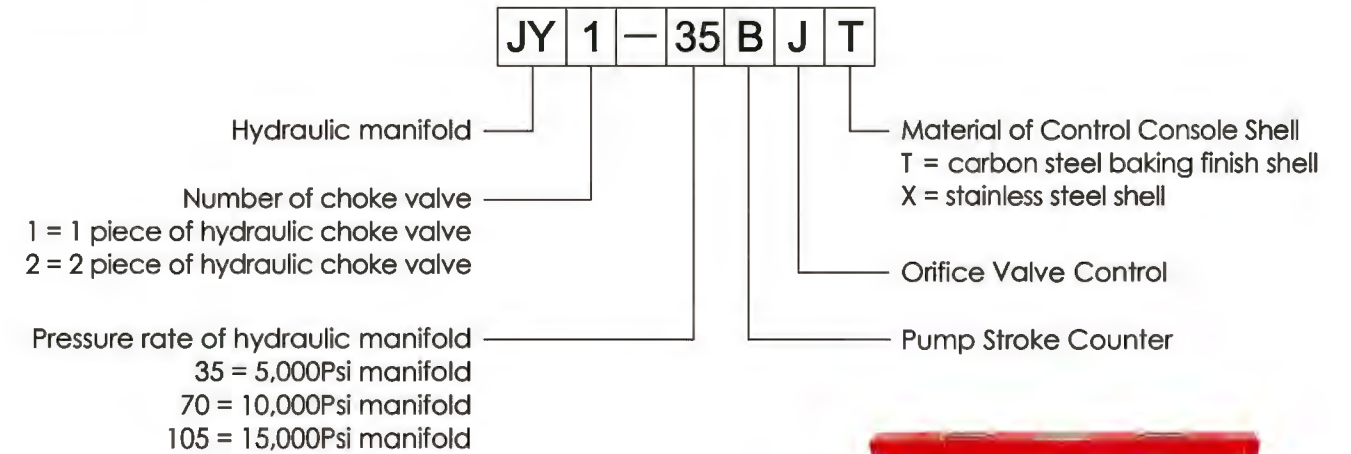 JY 1 — 35 B J T
Hydraulic manifold
Number of choke valve
1 = 1 piece of hydraulic choke valve
2 = 2 piece of hydraulic choke valve
Pressure rate of hydraulic manifold
35 = 5,000Psi manifold
70 = 10,000Psi manifold
105 = 15,000Psi manifold
Material of Control Console Shell
T = carbon steel baking finish shell
X = stainless steel shell
Orifice Valve Control
Pump Stroke Counter